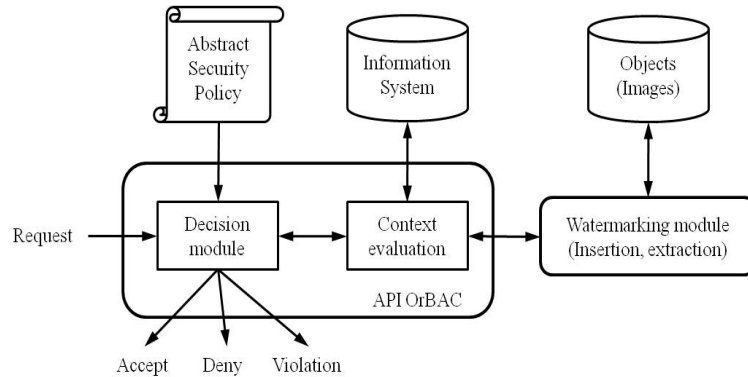 Abstract
Security
Policy
Information
System
Objects
(Images)
Request
Decision
module
Context
evaluation
Watermarking module
(Insertion, extraction)
API OrBAC
Accept
Deny
Violation